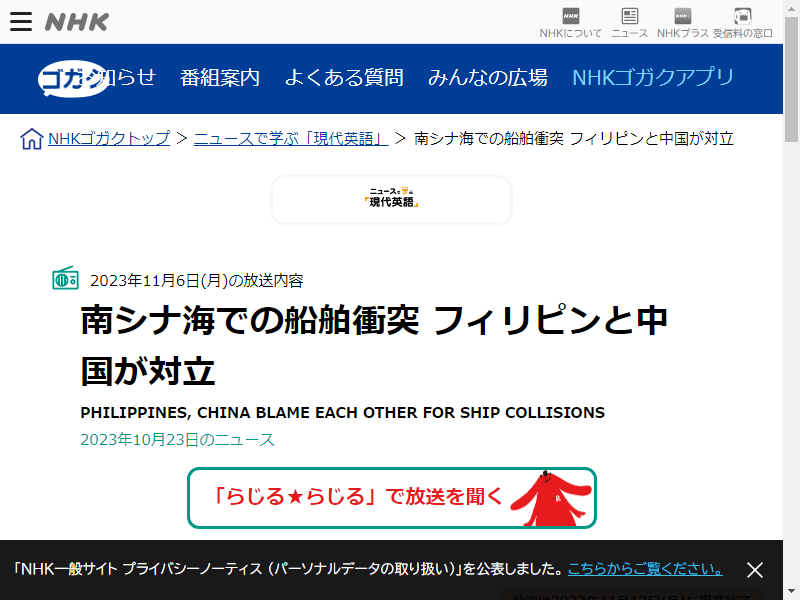 NHK
NHKについて ニュース NHKプラス 受信料の窓口
ゴガク 知らせ 番組案内 よくある質問 みんなの広場 NHKゴガクアプリ
NHKゴガクトップ > ニュースで学ぶ「現代英語」 > 南シナ海での船舶衝突 フィリピンと中国が対立
ニュースで学ぶ
「現代英語」
2023年11月6日(月)の放送内容
南シナ海での船舶衝突 フィリピンと中
国が対立
PHILIPPINES, CHINA BLAME EACH OTHER FOR SHIP COLLISIONS
2023年10月23日のニュース
「らじる★らじる」で放送を聞く
R
「NHK一般サイト プライバシーノーティス（パーソナルデータの取り扱い）」を公表しました。こちらからご覧ください。